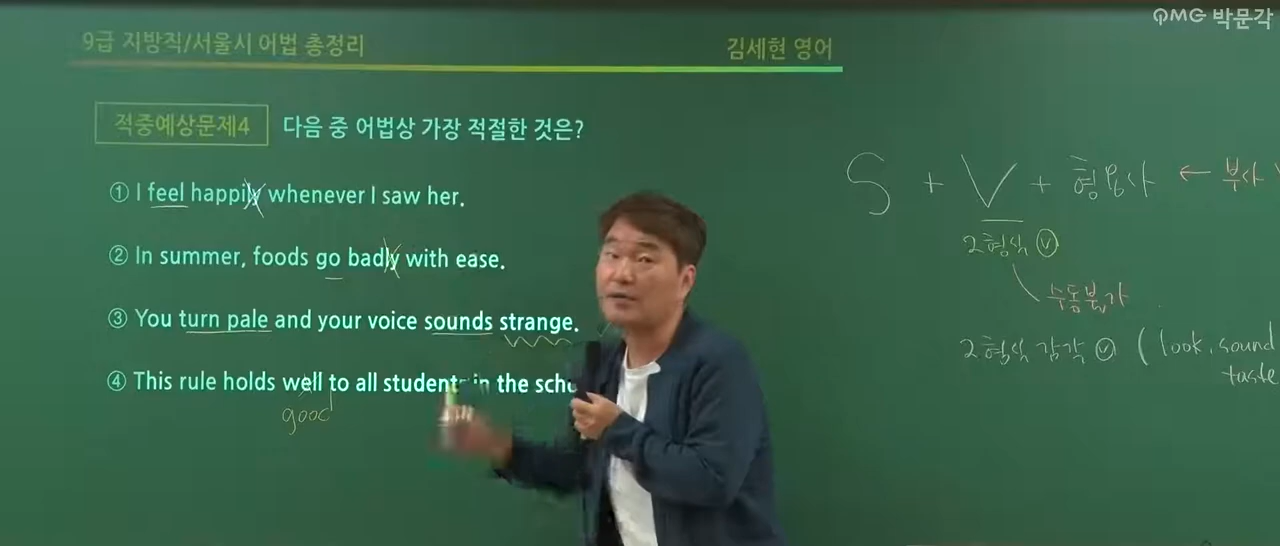 PMG 박문각
9급 지방직/서울시 어법 총정리
김세현 영어
적중예상문제4 다음 중 어법상 가장 적절한 것은?
① I feel happily whenever I saw her.
② In summer, foods go badly with ease.
③ You turn pale and your voice sounds strange.
④ This rule holds well to all students in the scho
good
S + V + 형용사 ← 부사
2형식 ⓥ
수동불가
2형식 감각 ⓥ ( look, sound
taste